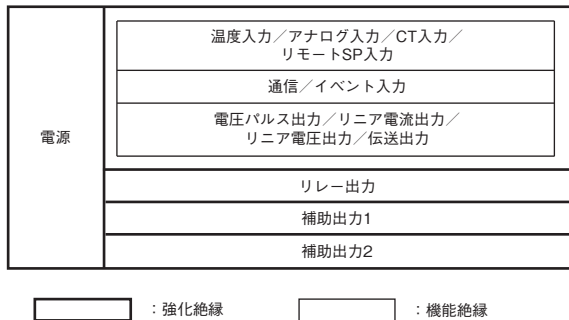 温度入力／アナログ入力／CT入力／
リモートSP入力
通信／イベント入力
電圧パルス出力／リニア電流出力／
リニア電圧出力／伝送出力
電源
リレー出力
補助出力1
補助出力2
：強化絶縁
：機能絶縁